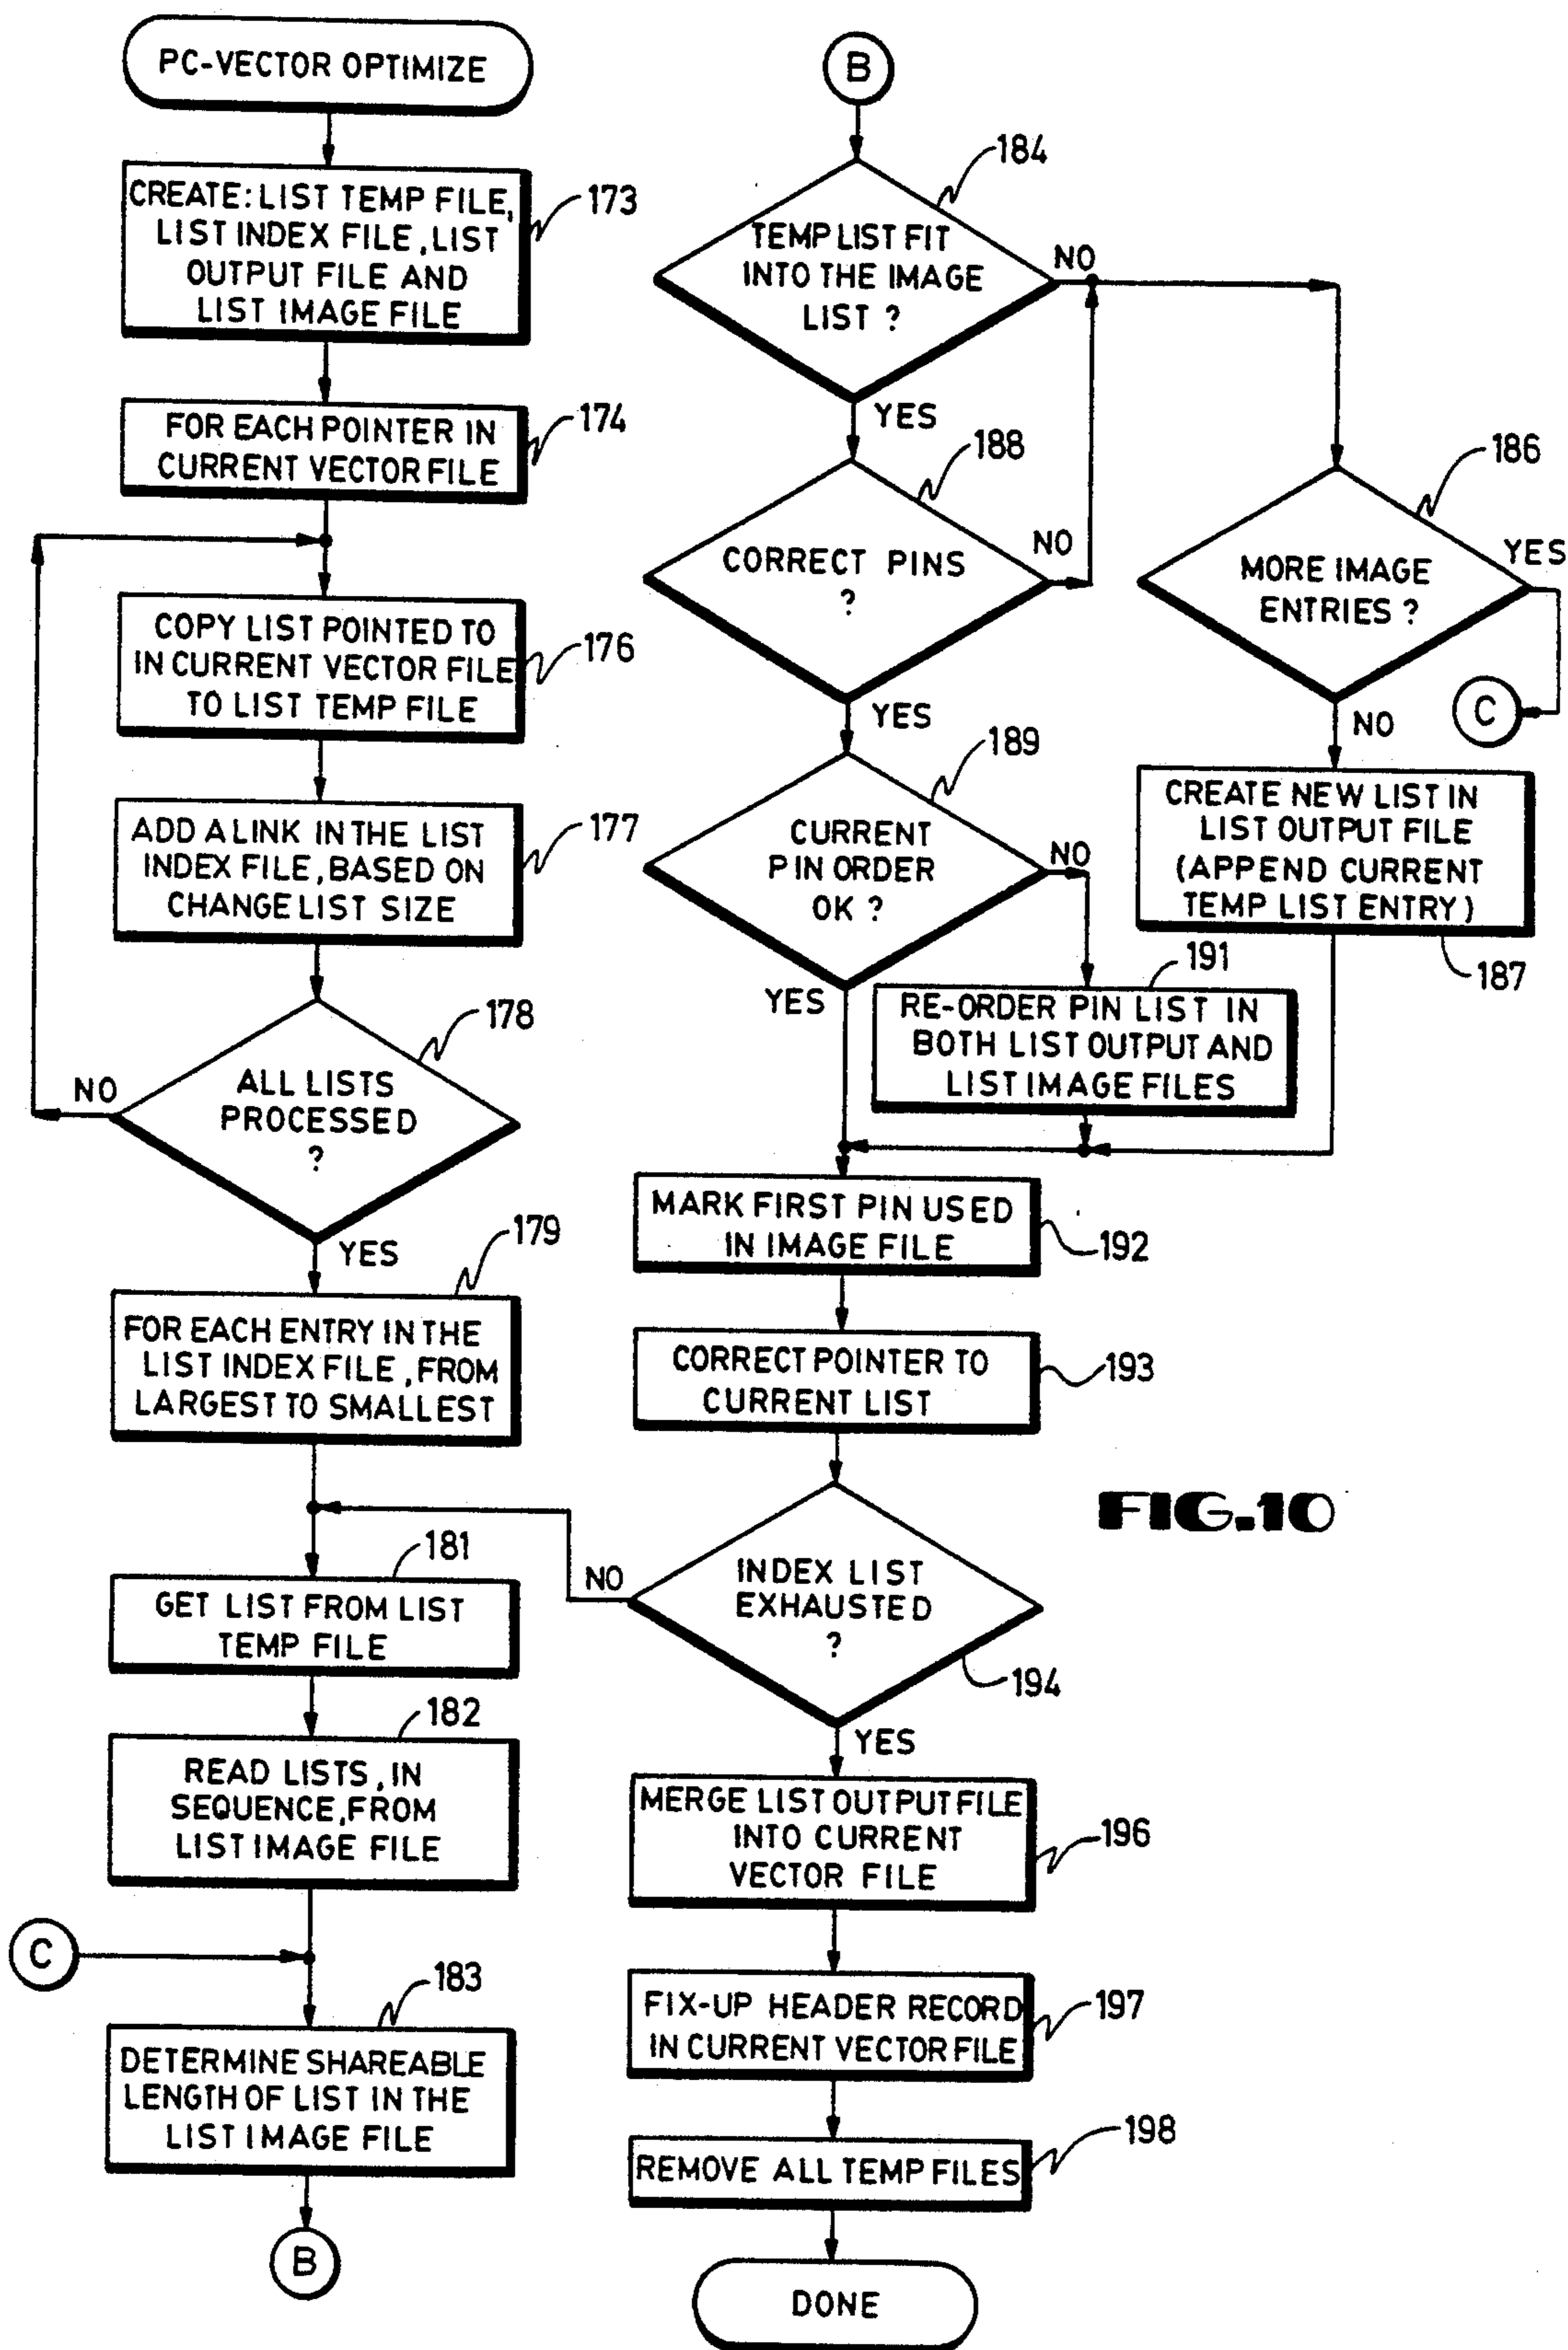 PC-VECTOR OPTIMIZE
CREATE: LIST TEMP FILE,
LIST INDEX FILE, LIST
OUTPUT FILE AND
LIST IMAGE FILE
173
FOR EACH POINTER IN
CURRENT VECTOR FILE
174
COPY LIST POINTED TO
IN CURRENT VECTOR FILE
TO LIST TEMP FILE
176
ADD A LINK IN THE LIST
INDEX FILE, BASED ON
CHANGE LIST SIZE
177
178
ALL LISTS
PROCESSED
?
NO
YES
179
FOR EACH ENTRY IN THE
LIST INDEX FILE, FROM
LARGEST TO SMALLEST
181
GET LIST FROM LIST
TEMP FILE
182
READ LISTS, IN
SEQUENCE, FROM
LIST IMAGE FILE
C
183
DETERMINE SHAREABLE
LENGTH OF LIST IN THE
LIST IMAGE FILE
B
B
184
TEMP LIST FIT
INTO THE IMAGE
LIST ?
NO
YES
188
CORRECT PINS
?
NO
YES
189
CURRENT
PIN ORDER
OK ?
NO
YES
186
MORE IMAGE
ENTRIES ?
YES
C
NO
CREATE NEW LIST IN
LIST OUTPUT FILE
(APPEND CURRENT
TEMP LIST ENTRY)
187
191
RE-ORDER PIN LIST IN
BOTH LIST OUTPUT AND
LIST IMAGE FILES
MARK FIRST PIN USED
IN IMAGE FILE
192
CORRECT POINTER TO
CURRENT LIST
193
INDEX LIST
EXHAUSTED
?
NO
194
YES
MERGE LIST OUTPUT FILE
INTO CURRENT
VECTOR FILE
196
FIX-UP HEADER RECORD
IN CURRENT VECTOR FILE
197
REMOVE ALL TEMP FILES
198
DONE
FIG.10